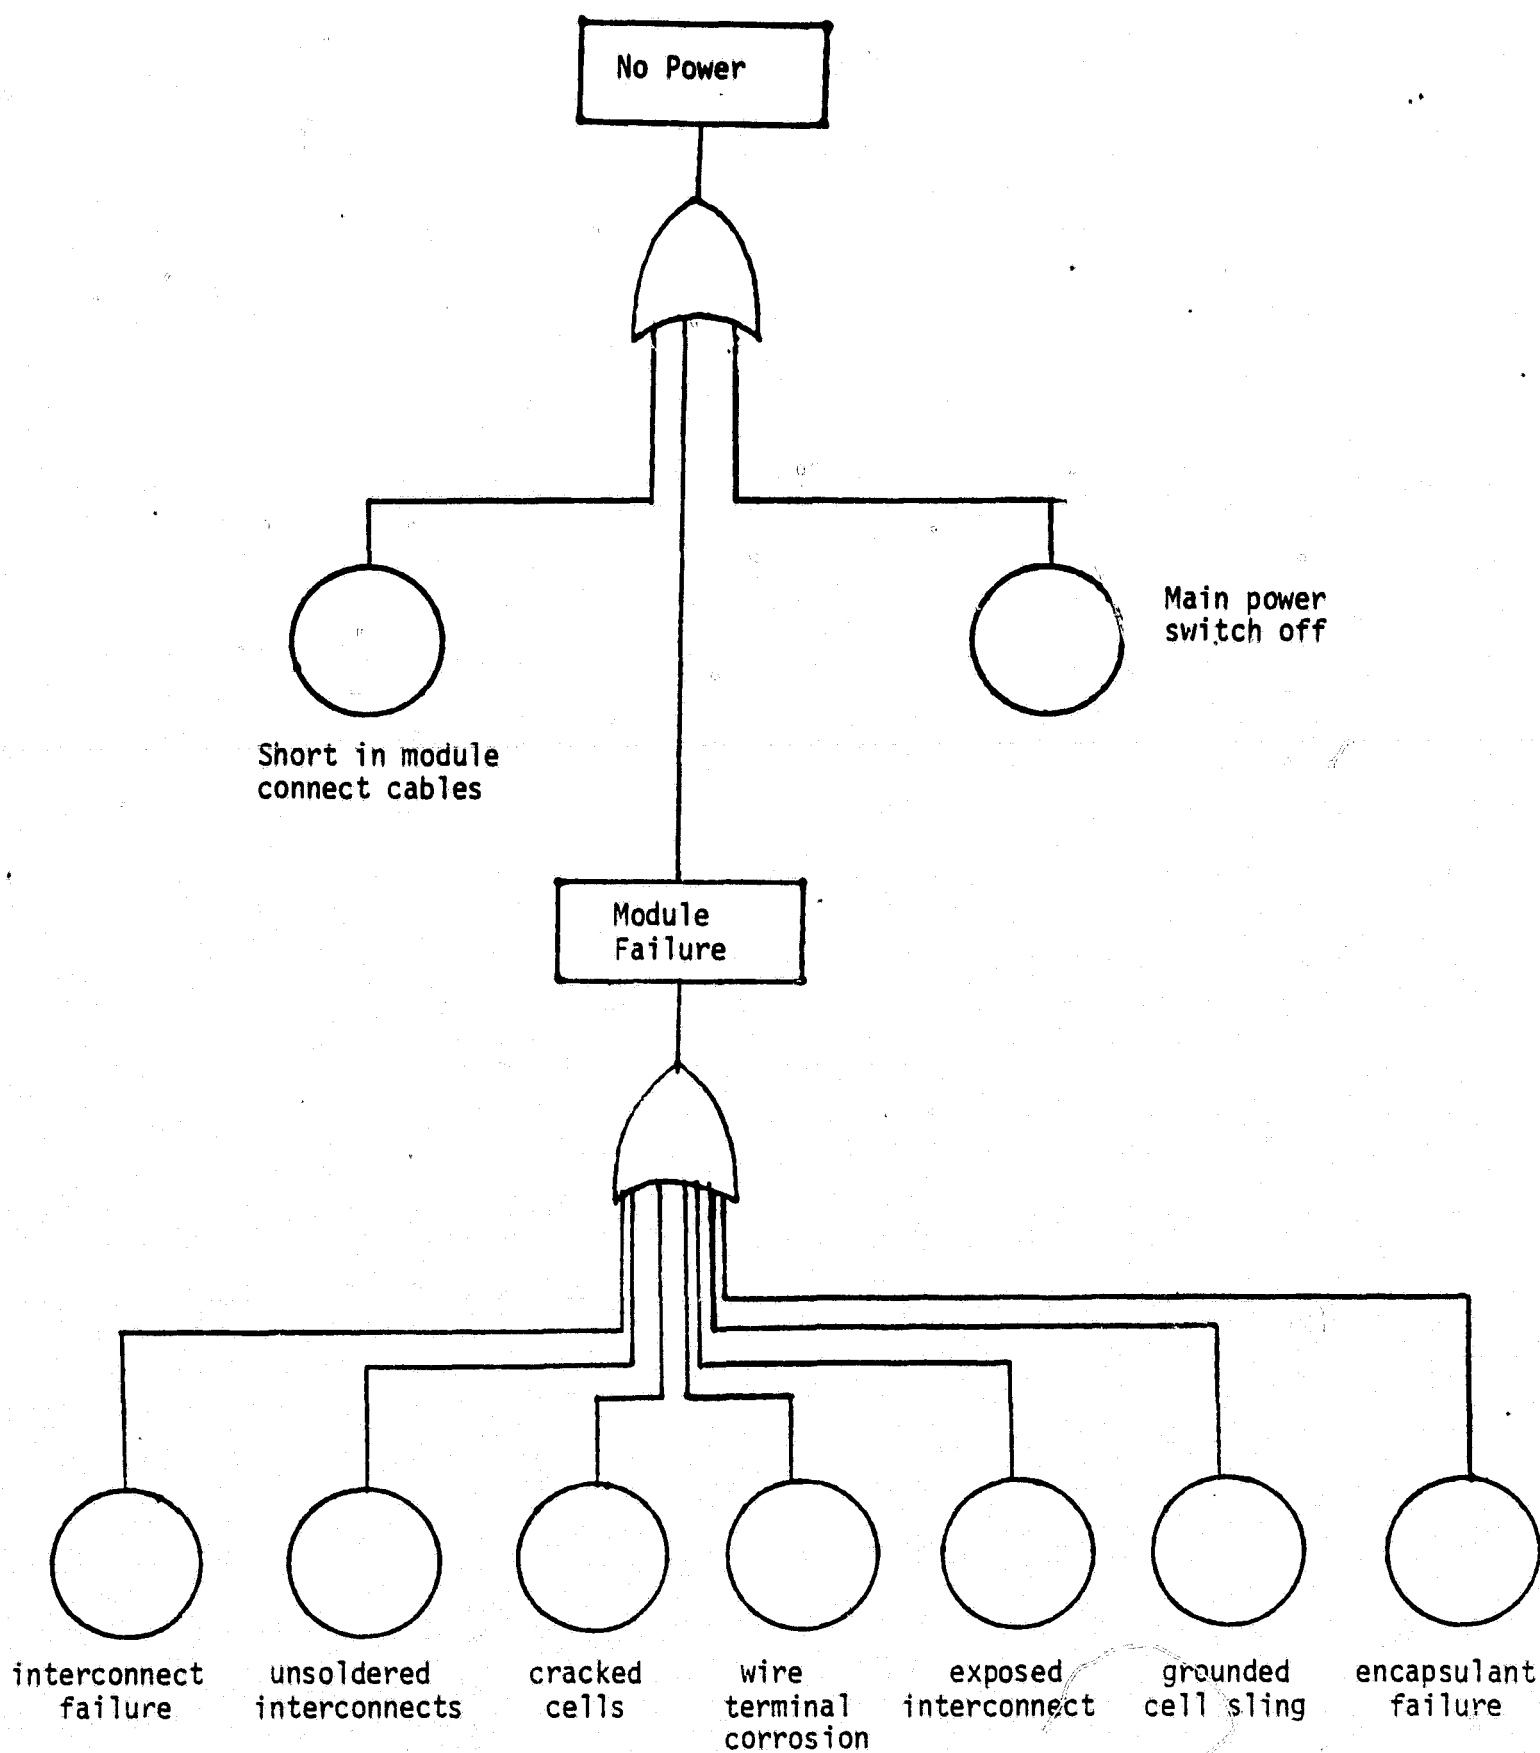 No Power
Main power
switch off
Short in module
connect cables
Module
Failure
interconnect
failure
unsoldered
interconnects
cracked
cells
wire
terminal
corrosion
exposed
interconnect
grounded
cell sling
encapsulant
failure